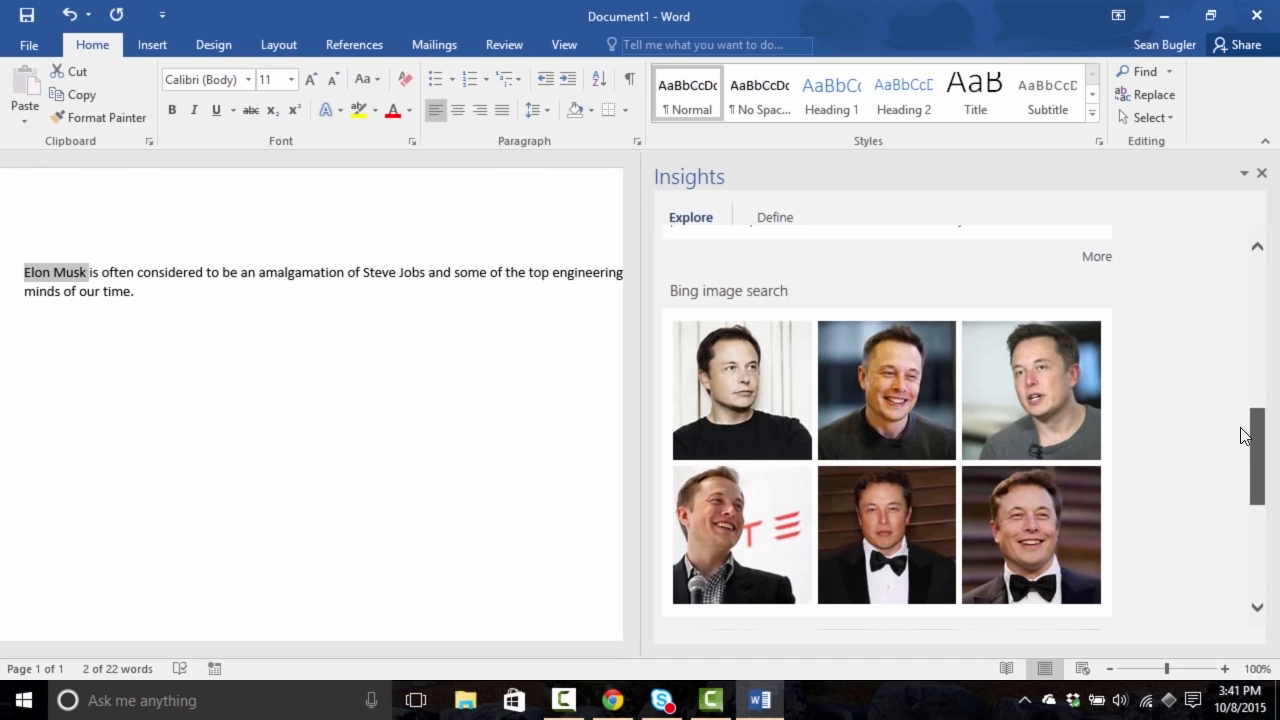 Document1 - Word
File Home Insert Design Layout References Mailings Review View Tell me what you want to do... Sean Bugler Share
Paste
Cut
Copy
Format Painter
Clipboard
Calibri (Body) 11 Aa
B I U abc x₂ x² A ab A
Font
Paragraph
AaBbCcDc AaBbCcDc AaBbCc AaBbCcD AaB AaBbCcD
¶ Normal ¶ No Spac... Heading 1 Heading 2 Title Subtitle
Styles
Find
Replace
Select
Editing
Elon Musk is often considered to be an amalgamation of Steve Jobs and some of the top engineering
minds of our time.
Insights
Explore Define
More
Bing image search
T E
Page 1 of 1 2 of 22 words 100%
Ask me anything
3:41 PM
10/8/2015